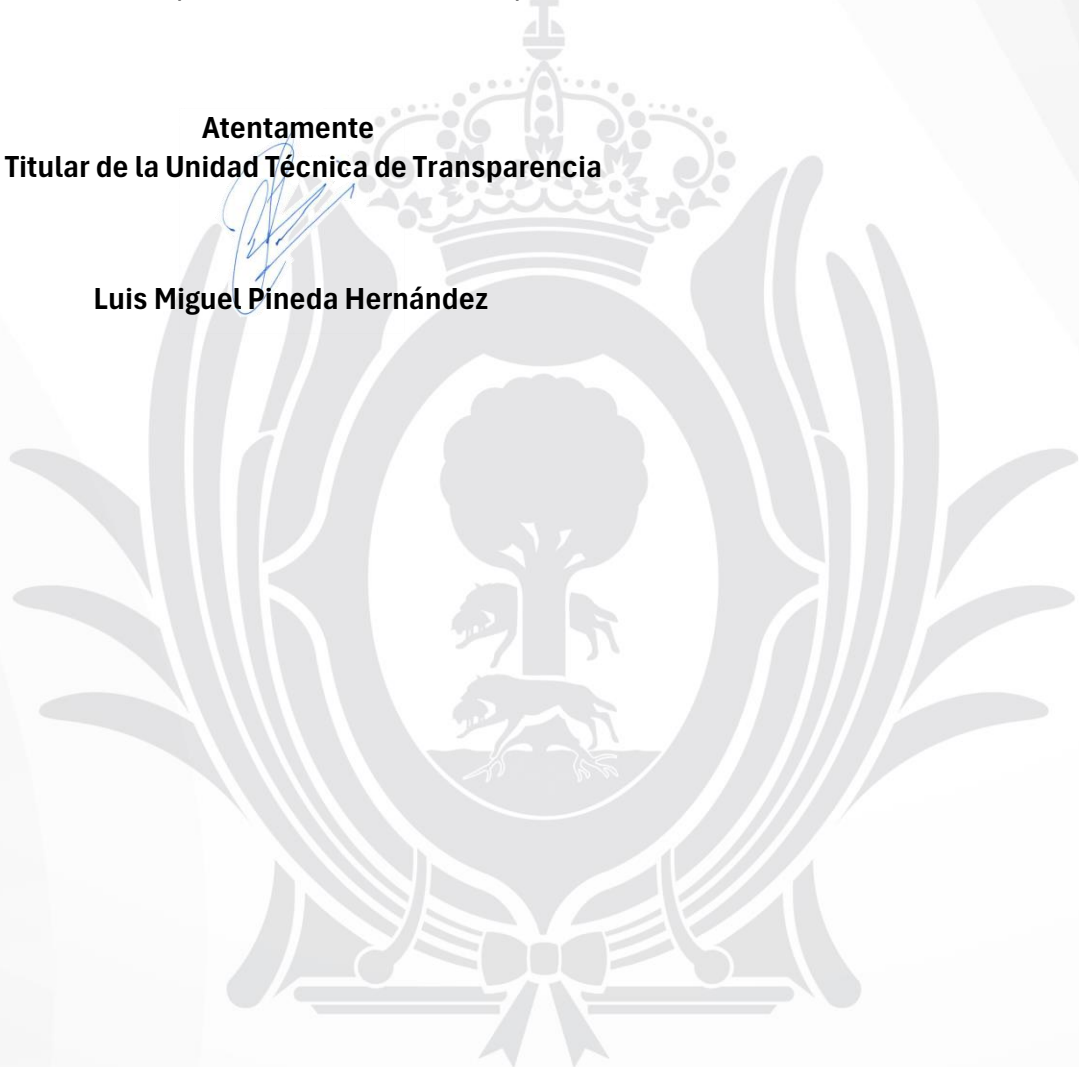 Atentamente
Titular de la Unidad Técnica de Transparencia
Luis Miguel Pineda Hernández